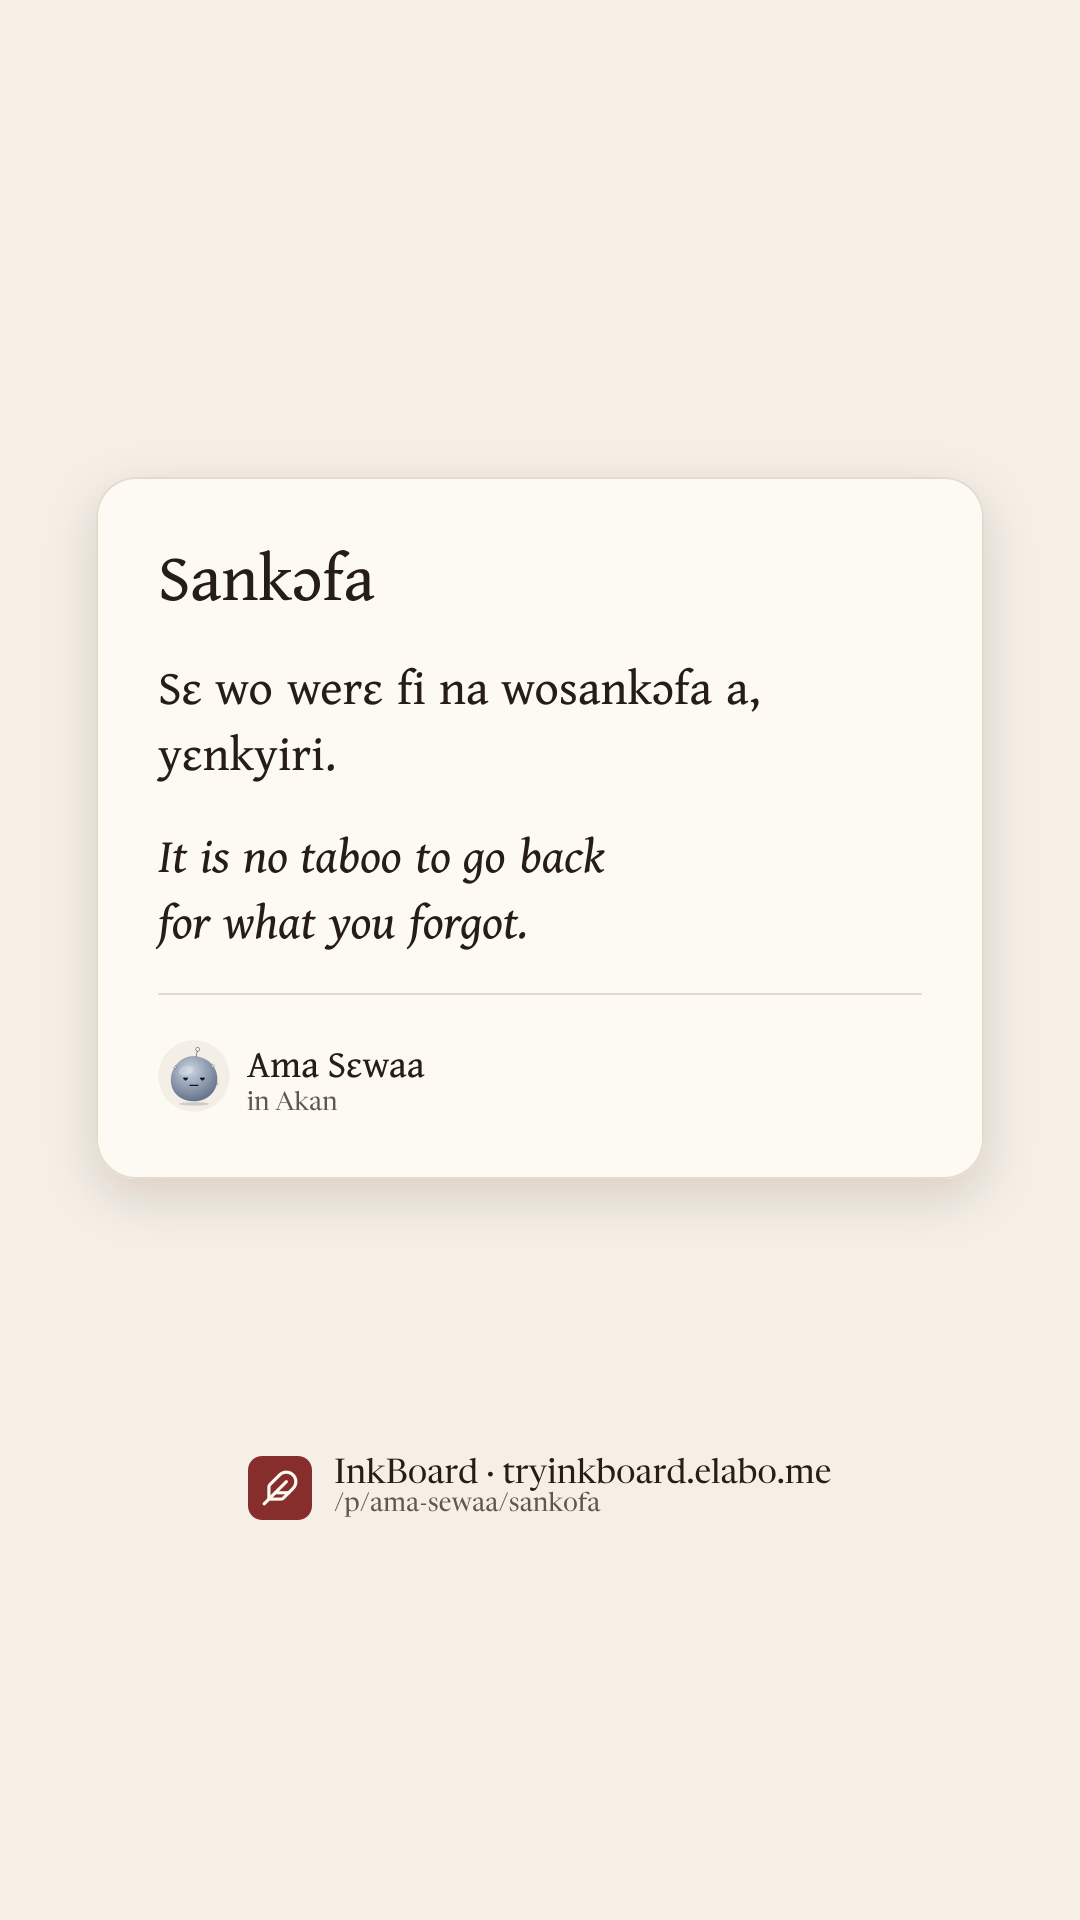 Sankɔfa
Sɛ wo werɛ fi na wosankɔfa a,
yɛnkyiri.
It is no taboo to go back
for what you forgot.
Ama Sɛwaa
in Akan
InkBoard · tryinkboard.elabo.me
/p/ama-sewaa/sankofa